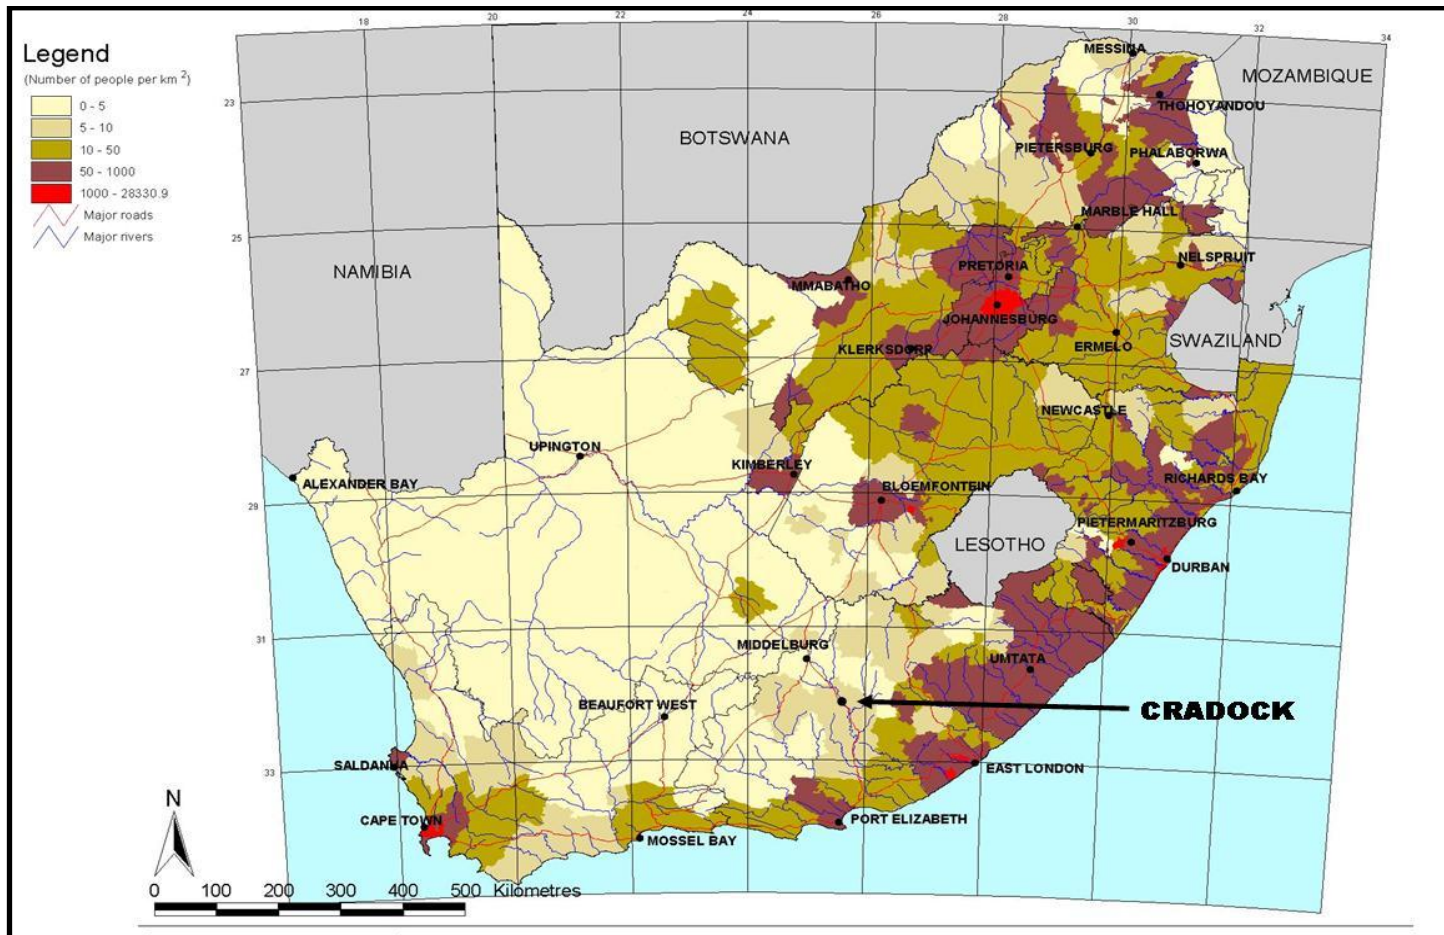 Legend
(Number of people per km 2)
0 - 5
5 - 10
10 - 50
50 - 1000
1000 - 28330.9
Major roads
Major rivers
18
20
22
24
26
28
30
32
34
23
25
27
29
31
33
MESSINA
MOZAMBIQUE
THOHOYANDOU
BOTSWANA
PIETERSBURG
PHALABORWA
MARBLE HALL
NAMIBIA
PRETORIA
NELSPRUIT
MMABATHO
JOHANNESBURG
KLERKSDORP
ERMELO
SWAZILAND
NEWCASTLE
UPINGTON
KIMBERLEY
ALEXANDER BAY
BLOEMFONTEIN
RICHARDS BAY
PIETERMARITZBURG
LESOTHO
DURBAN
MIDDELBURG
UMTATA
BEAUFORT WEST
CRADOCK
SALDANHA
EAST LONDON
CAPE TOWN
PORT ELIZABETH
MOSSEL BAY
N
0 100 200 300 400 500 Kilometres